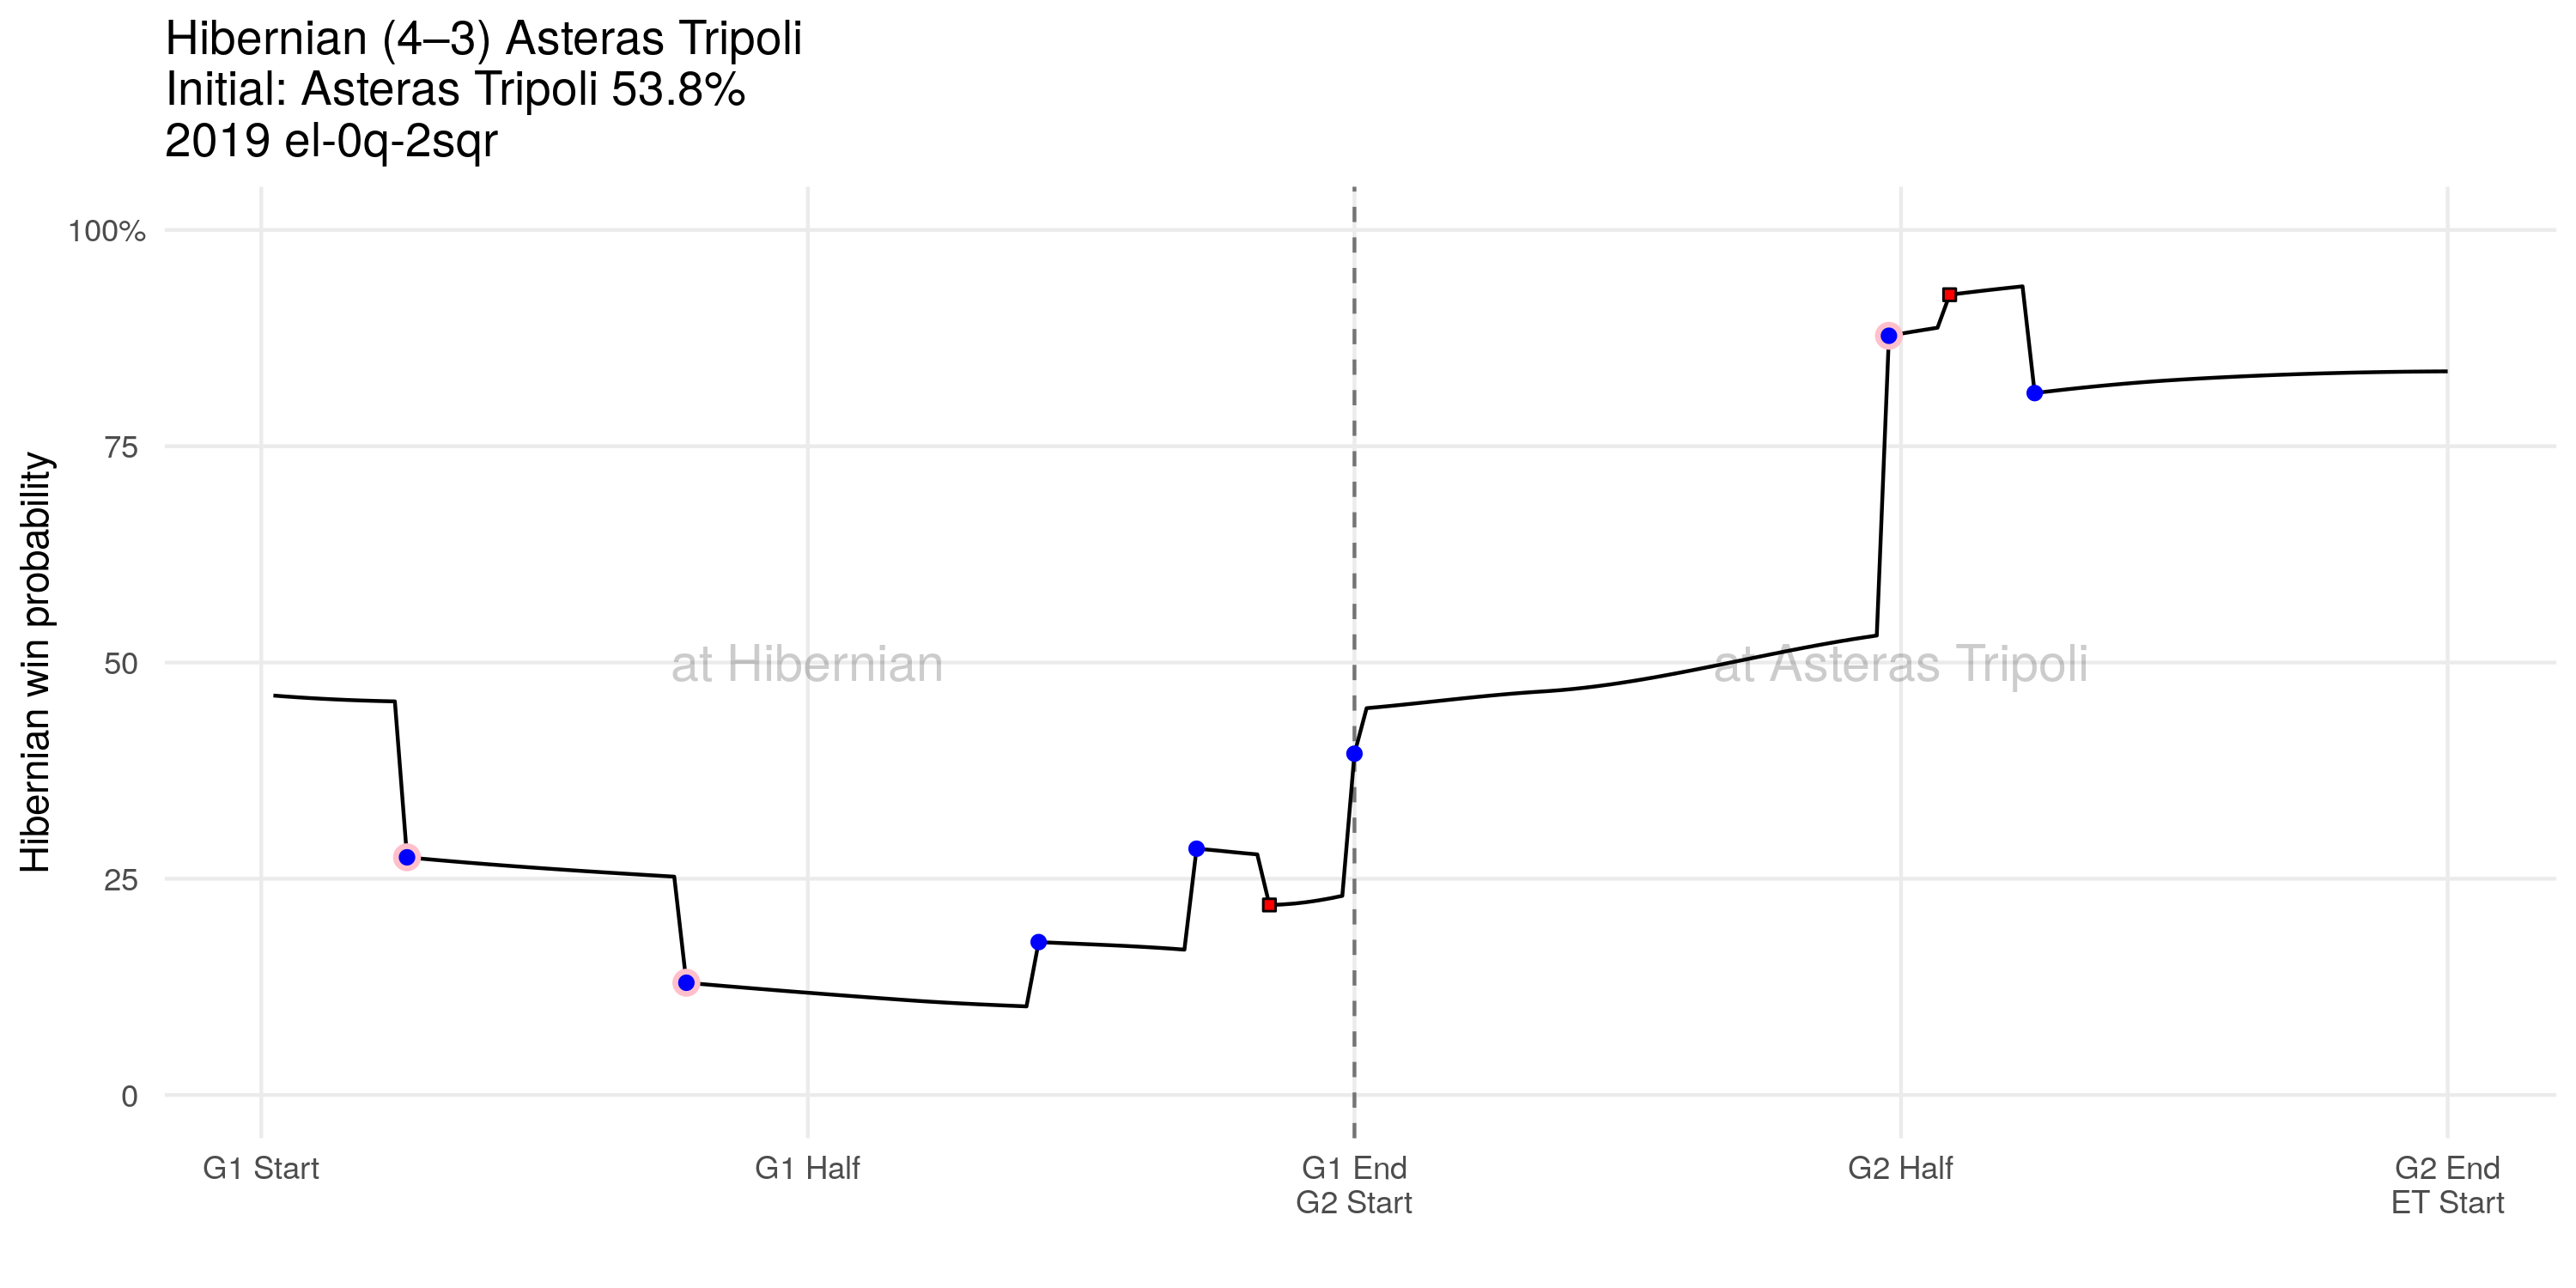 Hibernian (4–3) Asteras Tripoli
Initial: Asteras Tripoli 53.8%
2019 el-0q-2sqr
Hibernian win probability
100%
75
50
25
0
at Hibernian
at Asteras Tripoli
G1 Start
G1 Half
G1 End
G2 Start
G2 Half
G2 End
ET Start